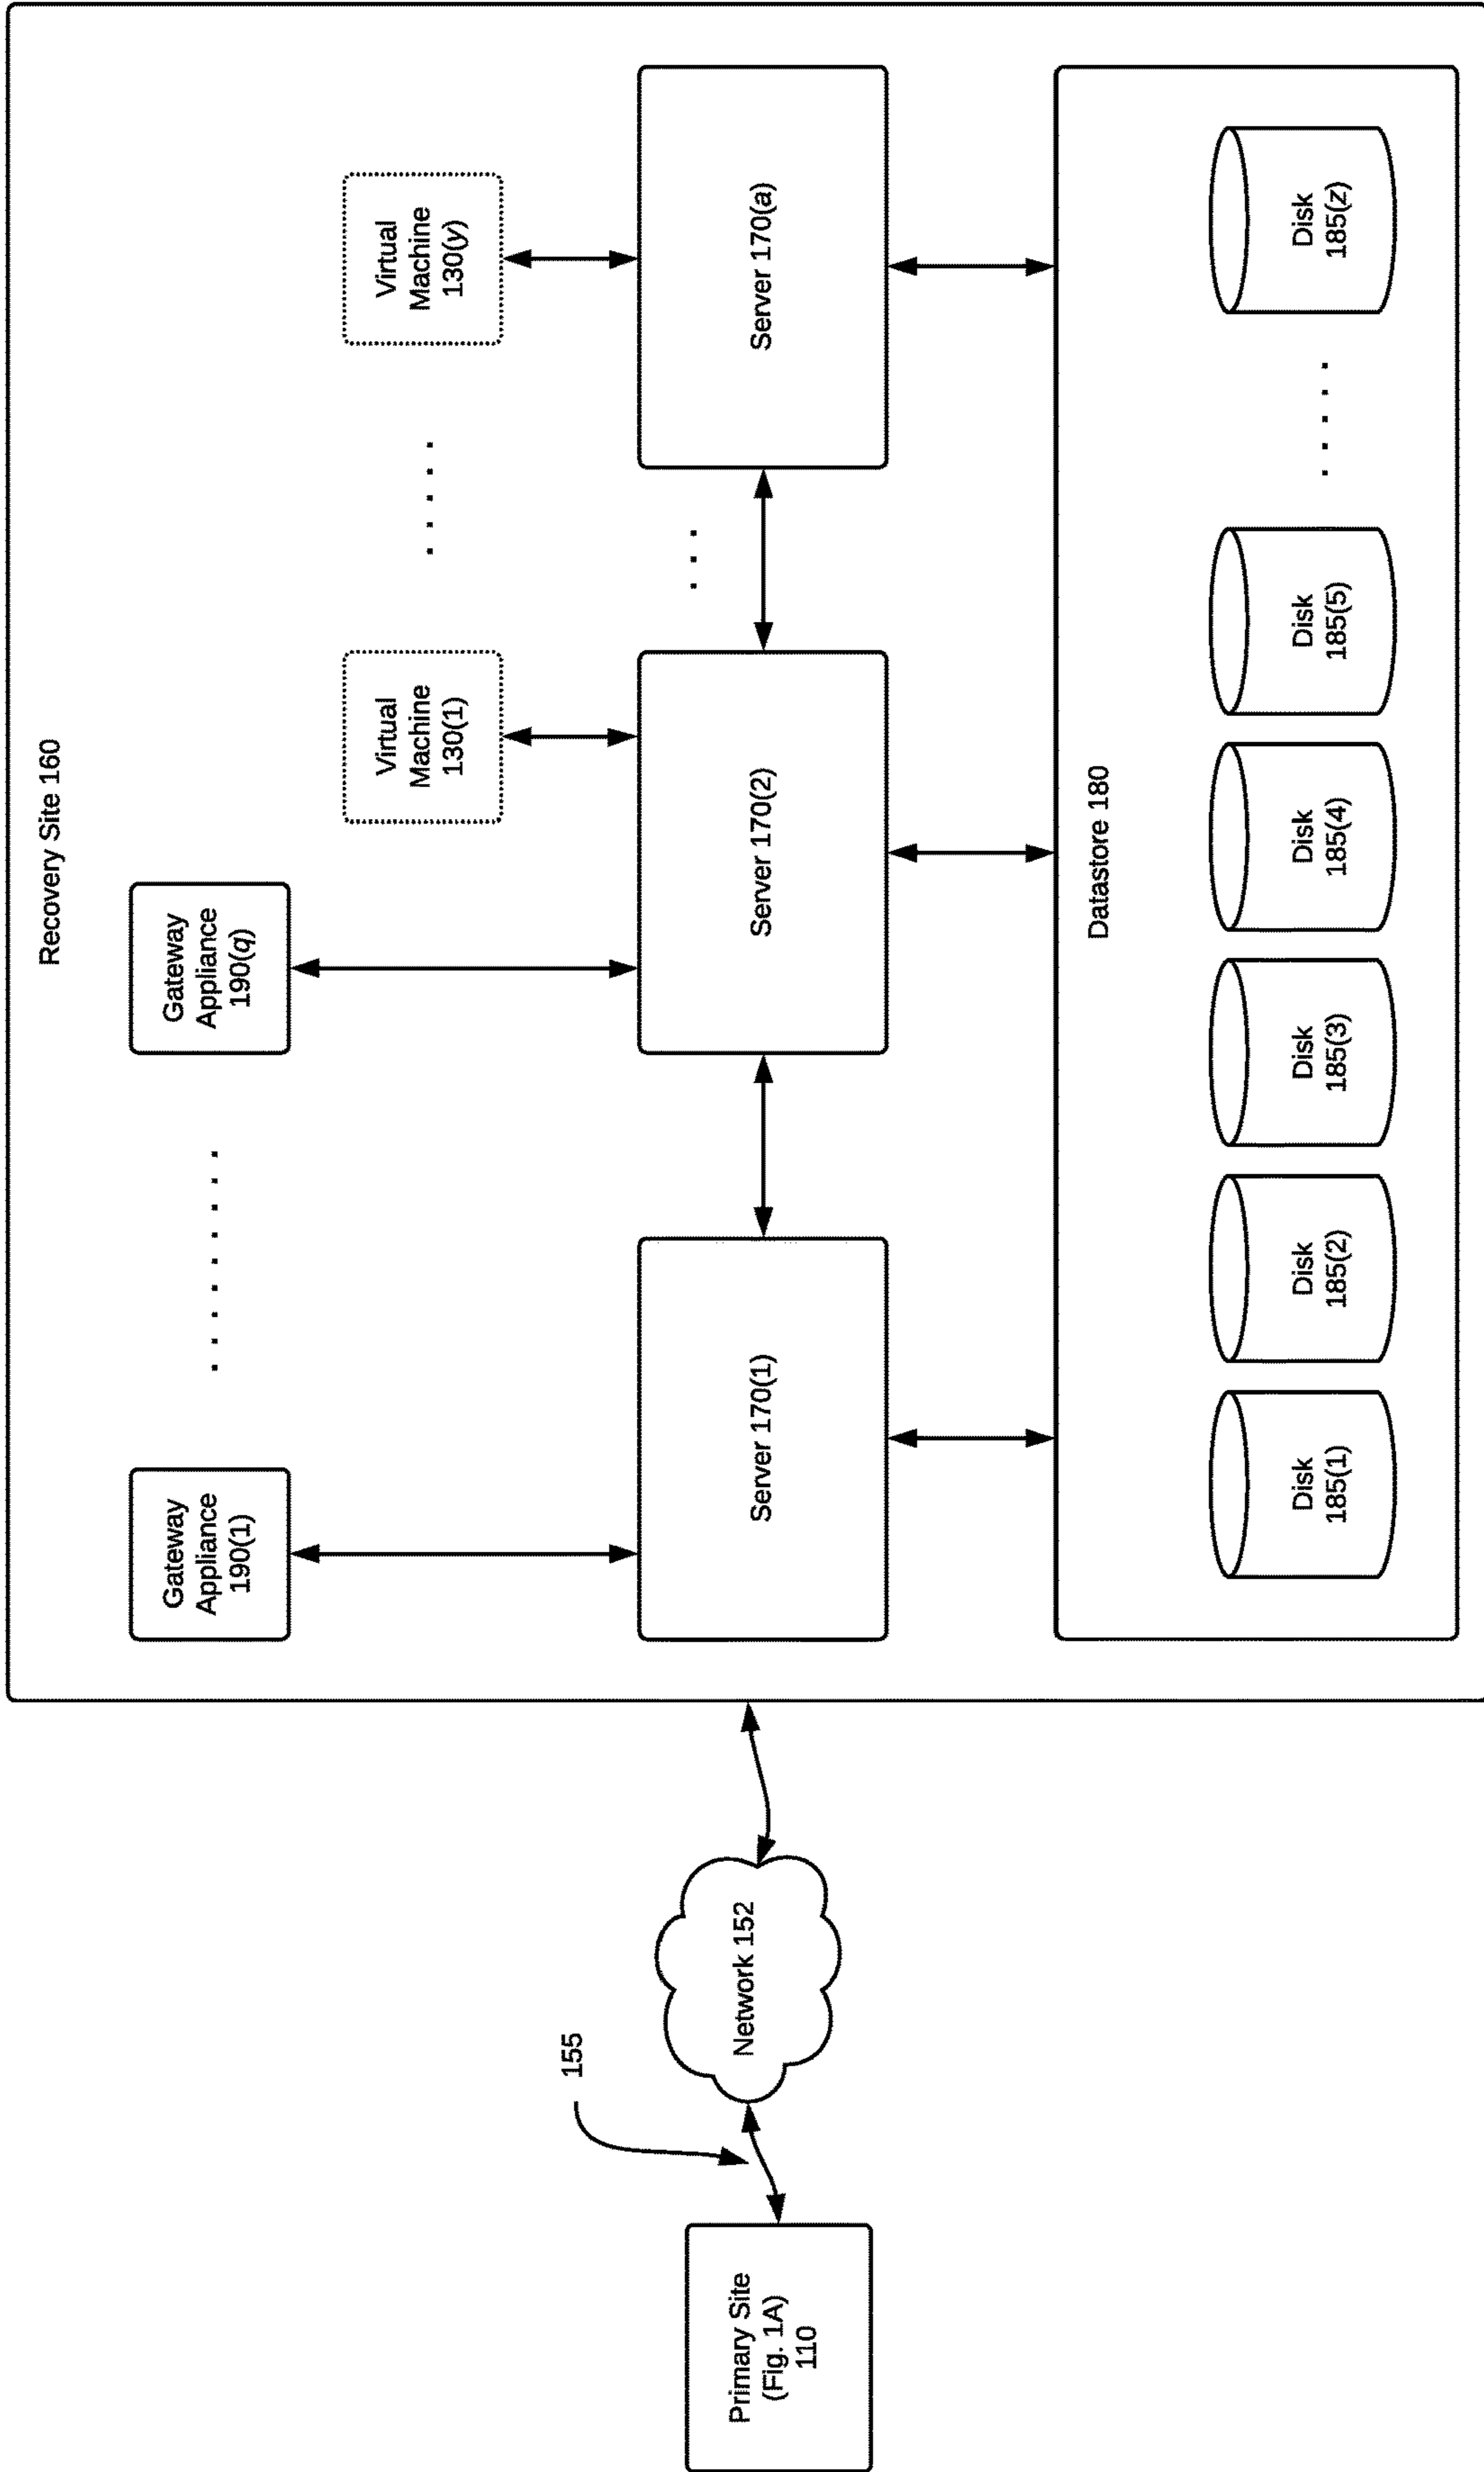 Recovery Site 160
Gateway
Appliance
190(1)
Gateway
Appliance
190(q)
Virtual
Machine
130(1)
Virtual
Machine
130(y)
155
Primary Site
(Fig. 1A)
110
Network 152
Server 170(1)
Server 170(2)
Server 170(a)
Datastore 180
Disk
185(1)
Disk
185(2)
Disk
185(3)
Disk
185(4)
Disk
185(5)
Disk
185(z)